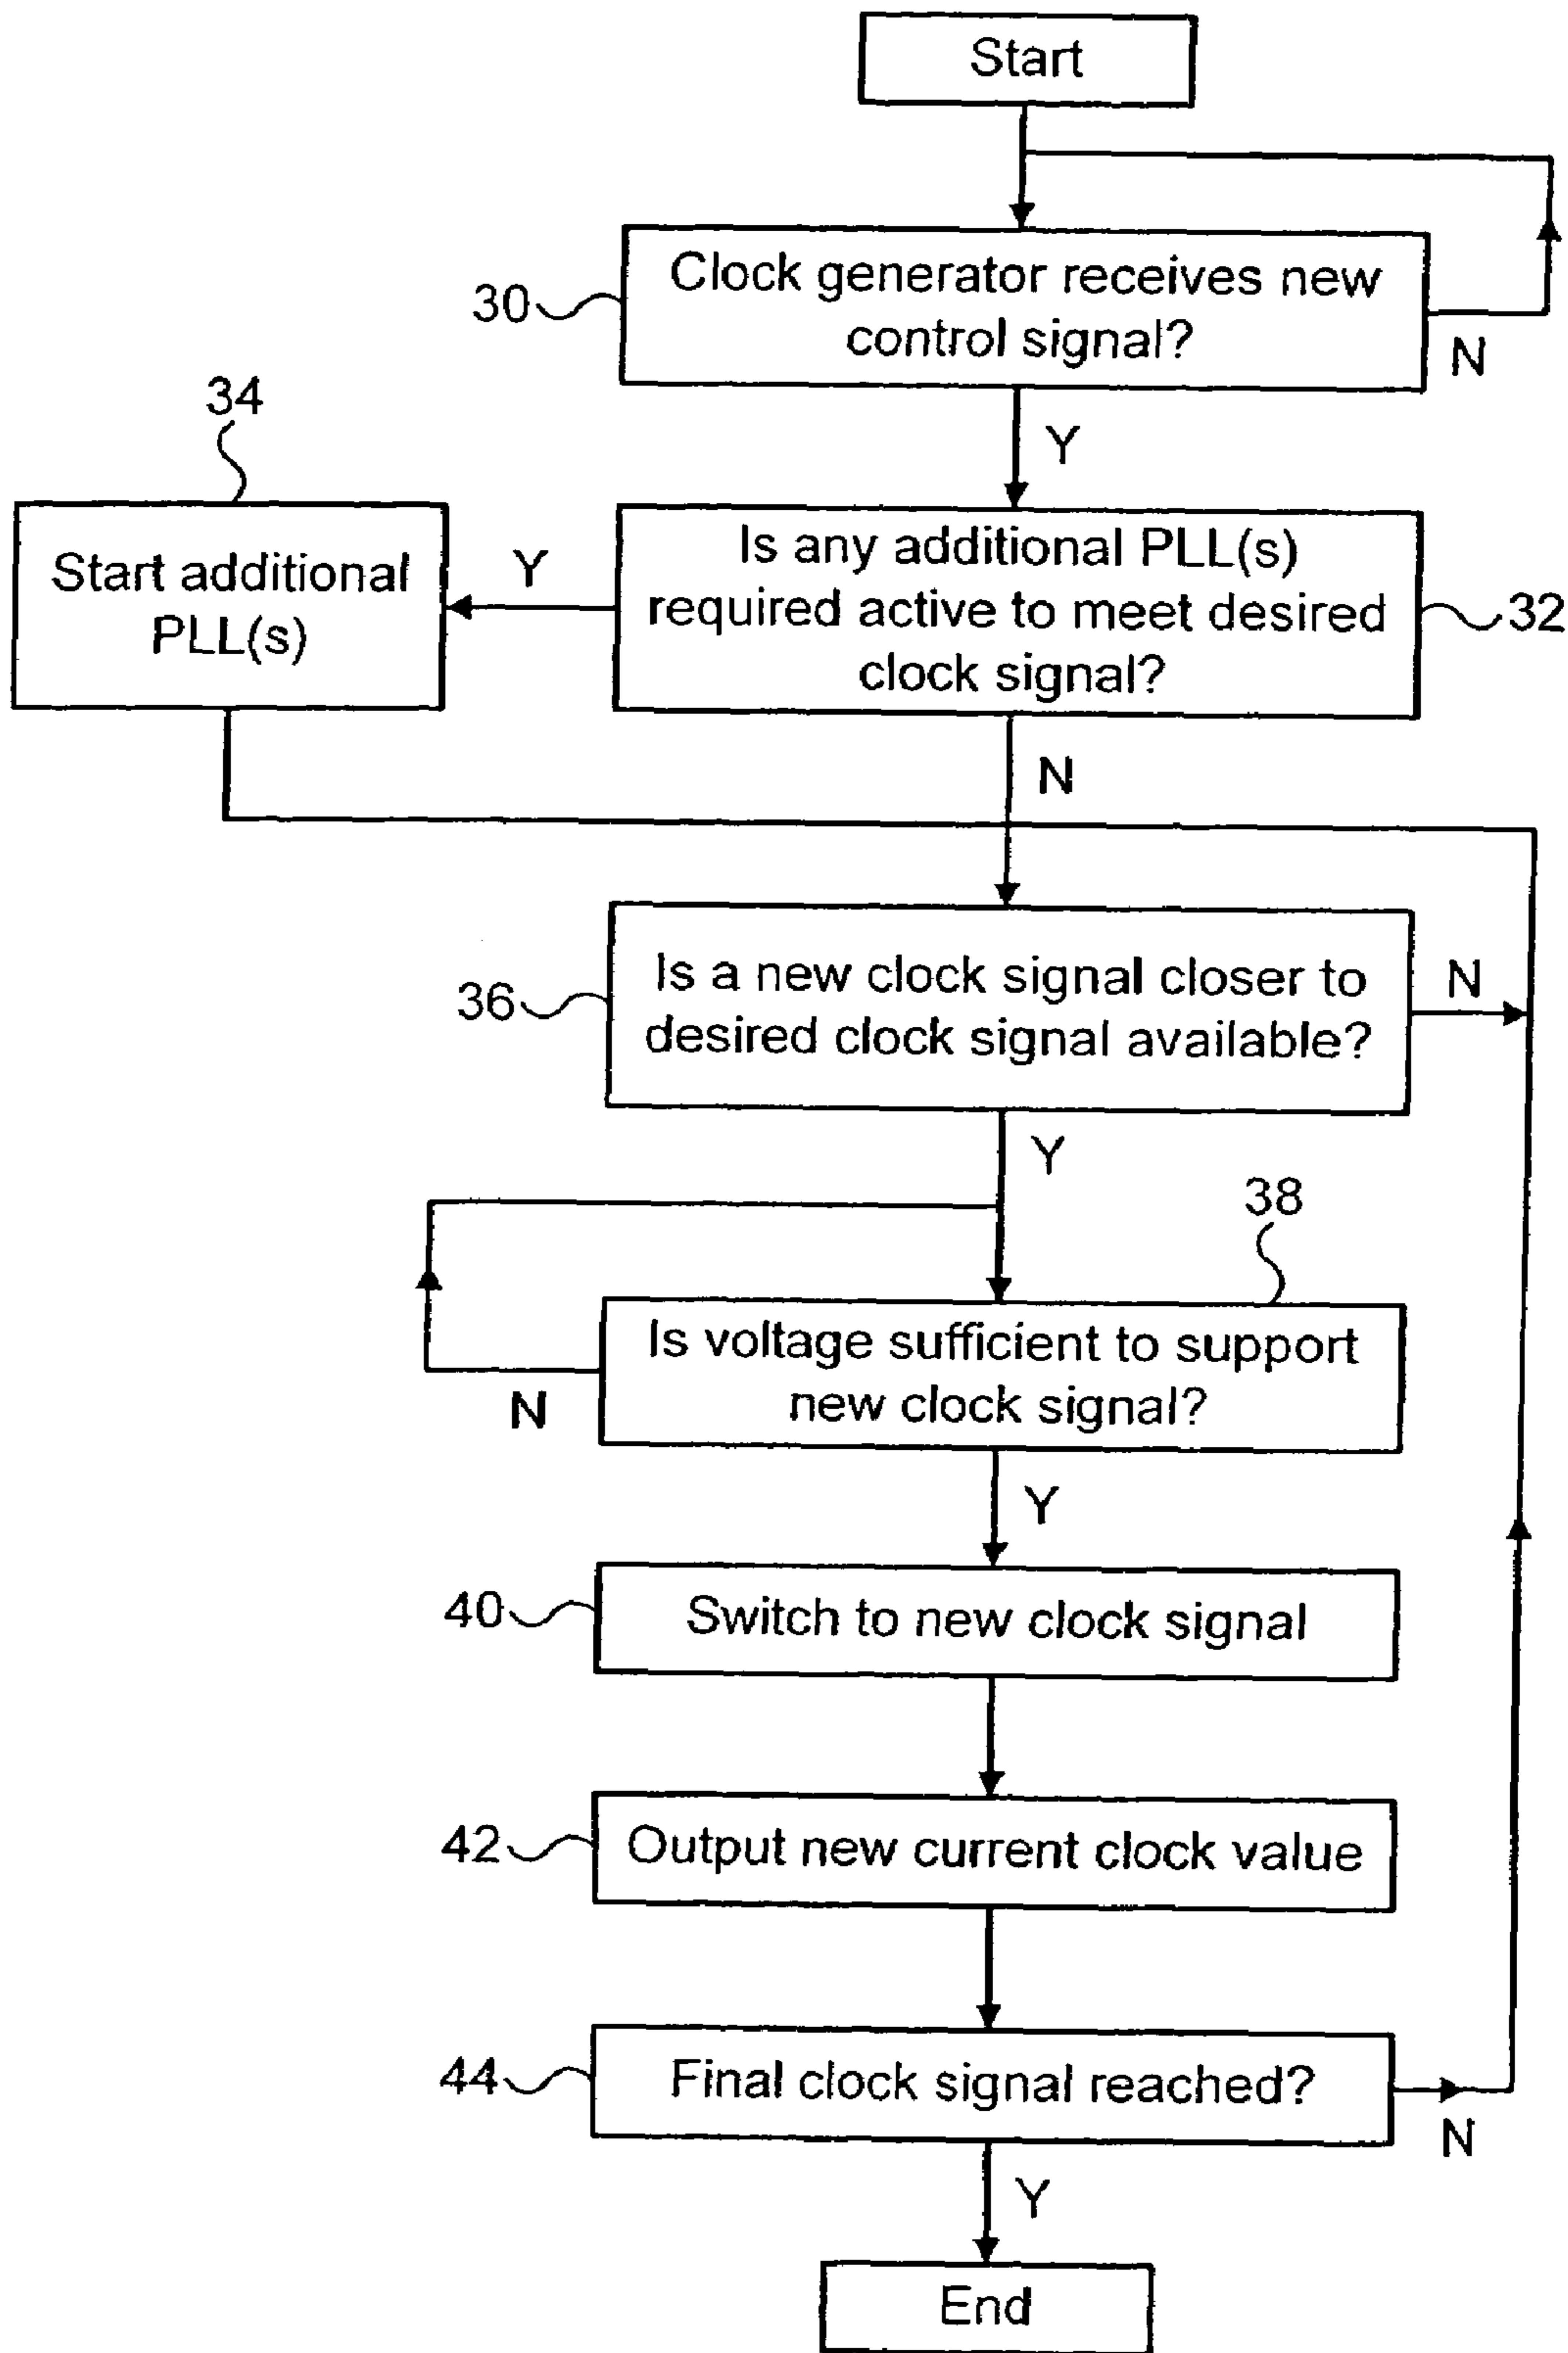 Start
Clock generator receives new
control signal?
30
N
Y
34
Start additional
PLL(s)
Y
Is any additional PLL(s)
required active to meet desired
clock signal?
32
N
Is a new clock signal closer to
desired clock signal available?
36
N
Y
38
Is voltage sufficient to support
new clock signal?
N
Y
40
Switch to new clock signal
42
Output new current clock value
44
Final clock signal reached?
N
Y
End